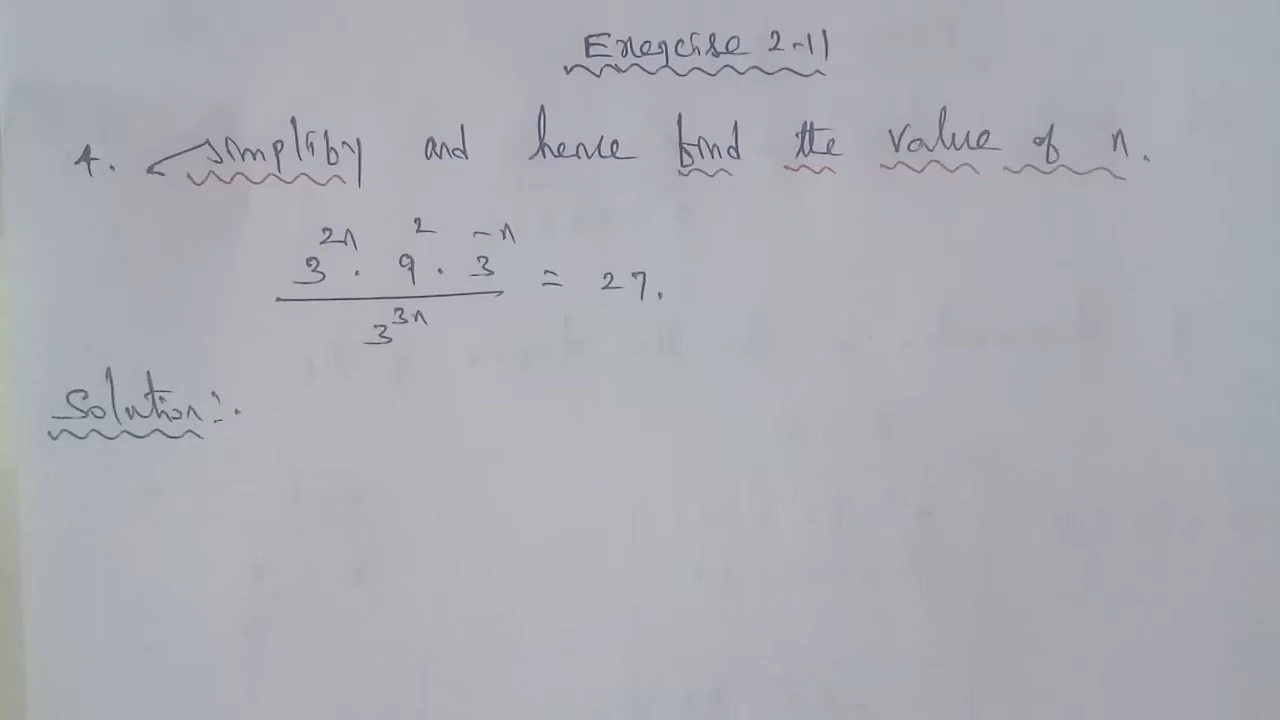 Exercise 2.11
4. Simplify and hence find the value of n.
3^2n . 9^2 . 3^-n / 3^3n = 27.
Solution:.